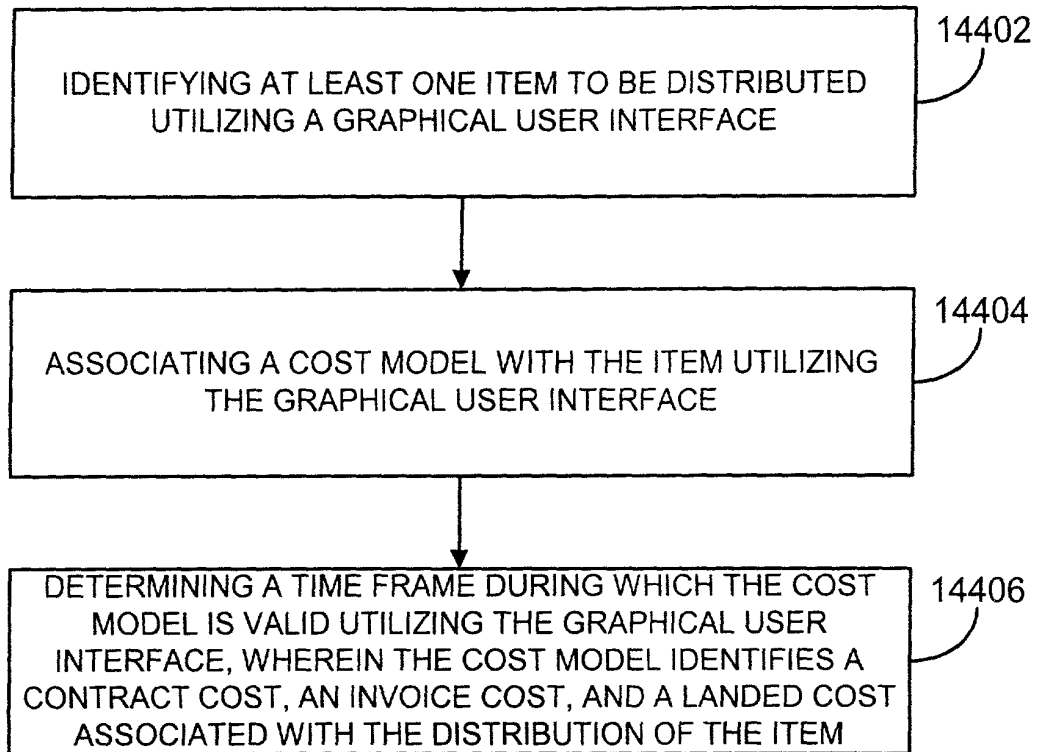 14402
IDENTIFYING AT LEAST ONE ITEM TO BE DISTRIBUTED
UTILIZING A GRAPHICAL USER INTERFACE
14404
ASSOCIATING A COST MODEL WITH THE ITEM UTILIZING
THE GRAPHICAL USER INTERFACE
14406
DETERMINING A TIME FRAME DURING WHICH THE COST
MODEL IS VALID UTILIZING THE GRAPHICAL USER
INTERFACE, WHEREIN THE COST MODEL IDENTIFIES A
CONTRACT COST, AN INVOICE COST, AND A LANDED COST
ASSOCIATED WITH THE DISTRIBUTION OF THE ITEM